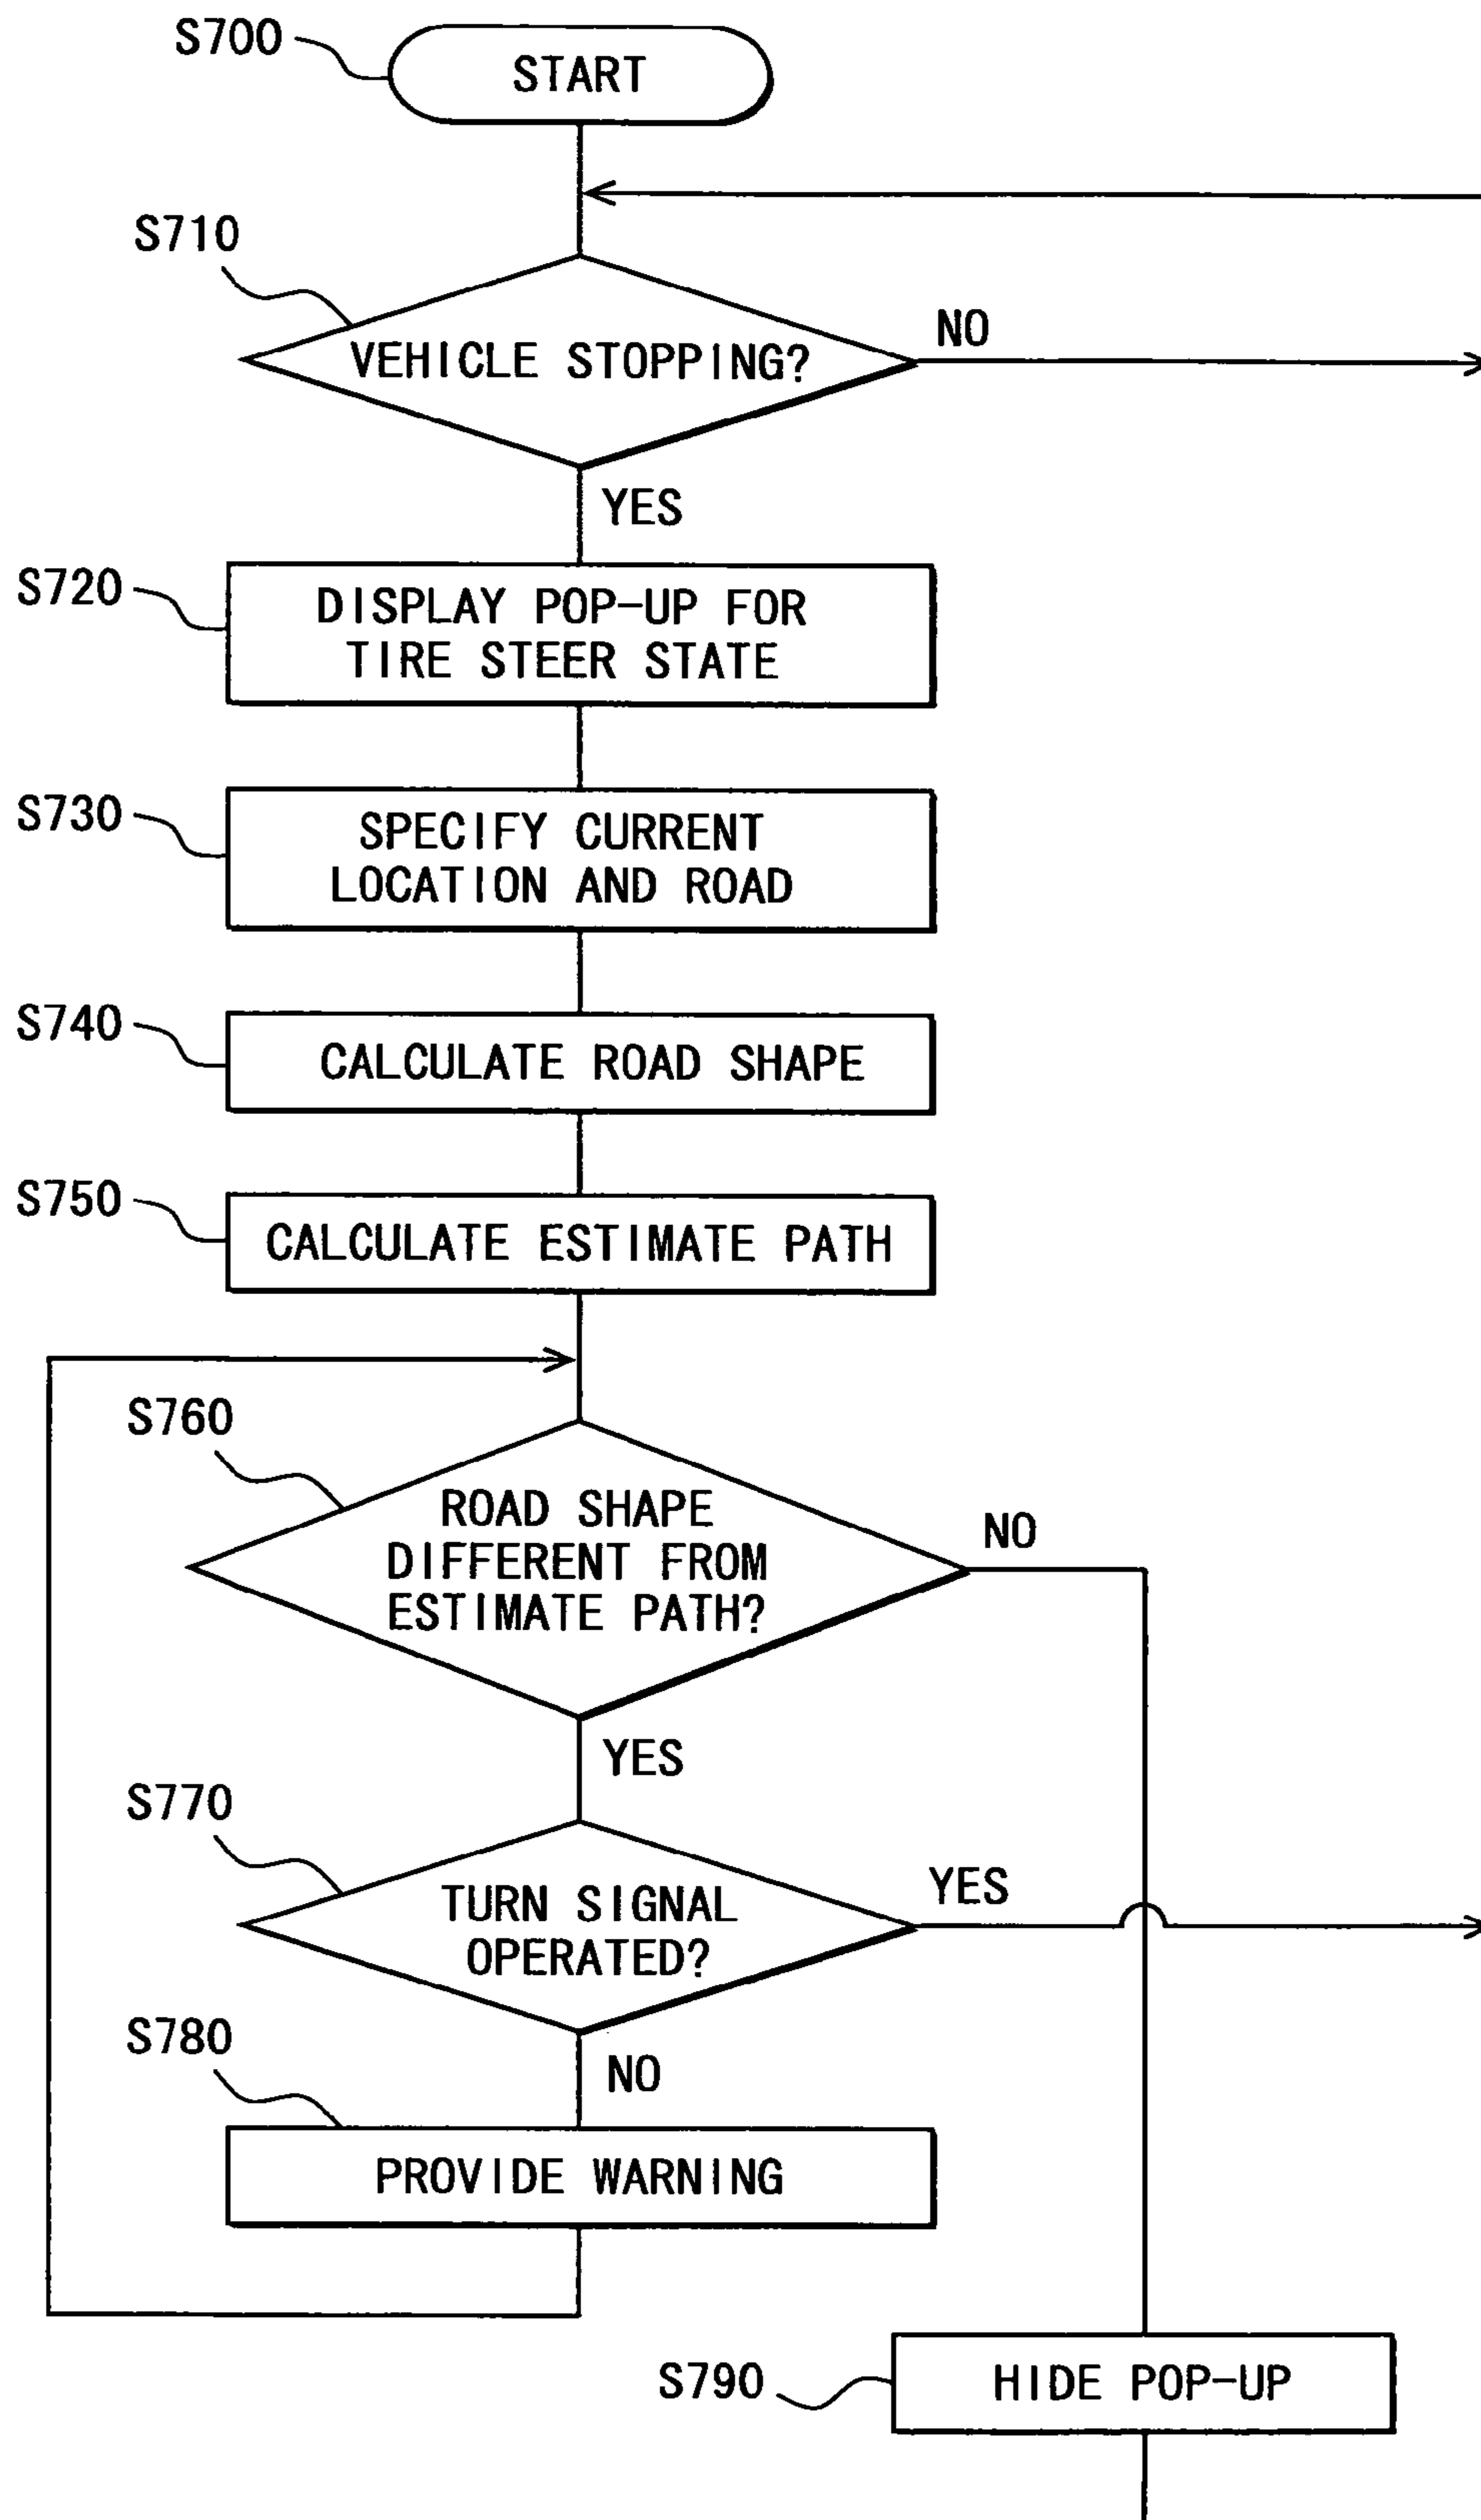 S700
START
S710
VEHICLE STOPPING?
NO
YES
S720
DISPLAY POP-UP FOR
TIRE STEER STATE
S730
SPECIFY CURRENT
LOCATION AND ROAD
S740
CALCULATE ROAD SHAPE
S750
CALCULATE ESTIMATE PATH
S760
ROAD SHAPE
DIFFERENT FROM
ESTIMATE PATH?
NO
YES
S770
TURN SIGNAL
OPERATED?
YES
S780
NO
PROVIDE WARNING
S790
HIDE POP-UP